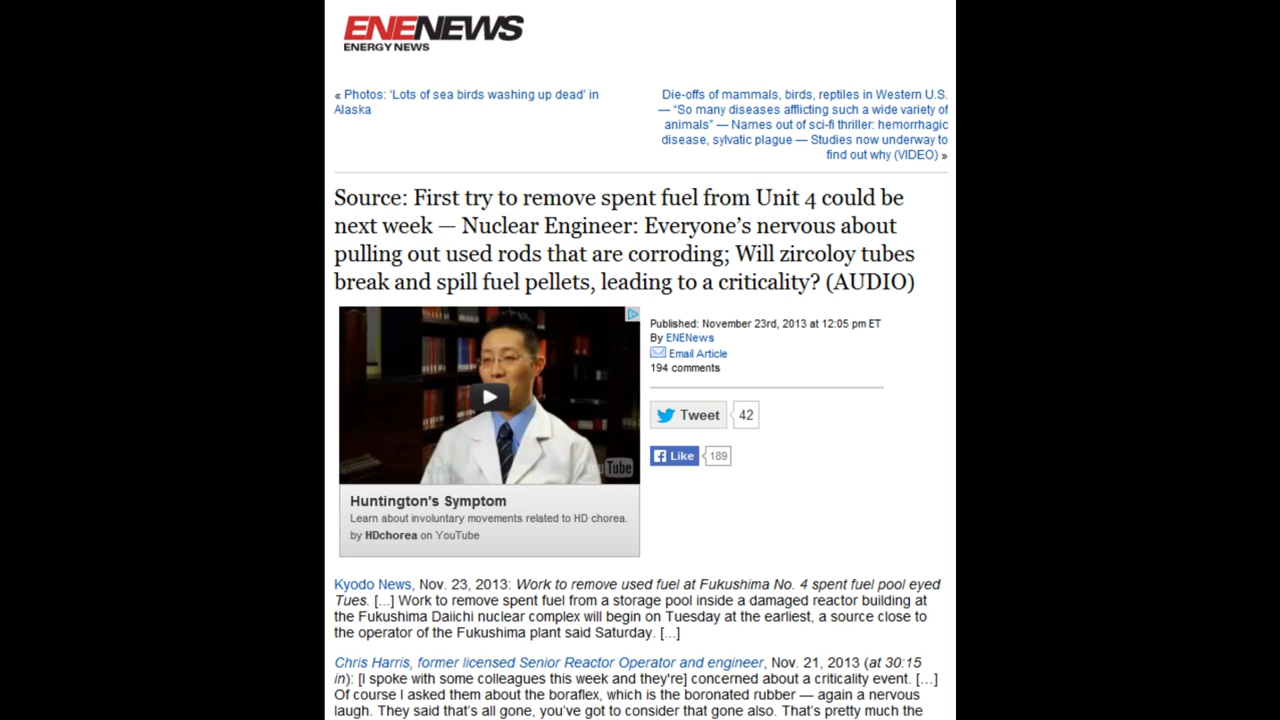 ENENEWS
ENERGY NEWS
« Photos: ‘Lots of sea birds washing up dead’ in
Alaska
Die-offs of mammals, birds, reptiles in Western U.S.
— “So many diseases afflicting such a wide variety of
animals” — Names out of sci-fi thriller: hemorrhagic
disease, sylvatic plague — Studies now underway to
find out why (VIDEO) »
Source: First try to remove spent fuel from Unit 4 could be
next week — Nuclear Engineer: Everyone’s nervous about
pulling out used rods that are corroding; Will zircoloy tubes
break and spill fuel pellets, leading to a criticality? (AUDIO)
YouTube
Huntington's Symptom
Learn about involuntary movements related to HD chorea.
by HDchorea on YouTube
Published: November 23rd, 2013 at 12:05 pm ET
By ENENews
Email Article
194 comments
Tweet 42
Like 189
Kyodo News, Nov. 23, 2013: Work to remove used fuel at Fukushima No. 4 spent fuel pool eyed
Tues. [...] Work to remove spent fuel from a storage pool inside a damaged reactor building at
the Fukushima Daiichi nuclear complex will begin on Tuesday at the earliest, a source close to
the operator of the Fukushima plant said Saturday. [...]
Chris Harris, former licensed Senior Reactor Operator and engineer, Nov. 21, 2013 (at 30:15
in): [I spoke with some colleagues this week and they're] concerned about a criticality event. [...]
Of course I asked them about the boraflex, which is the boronated rubber — again a nervous
laugh. They said that’s all gone, you’ve got to consider that gone also. That’s pretty much the